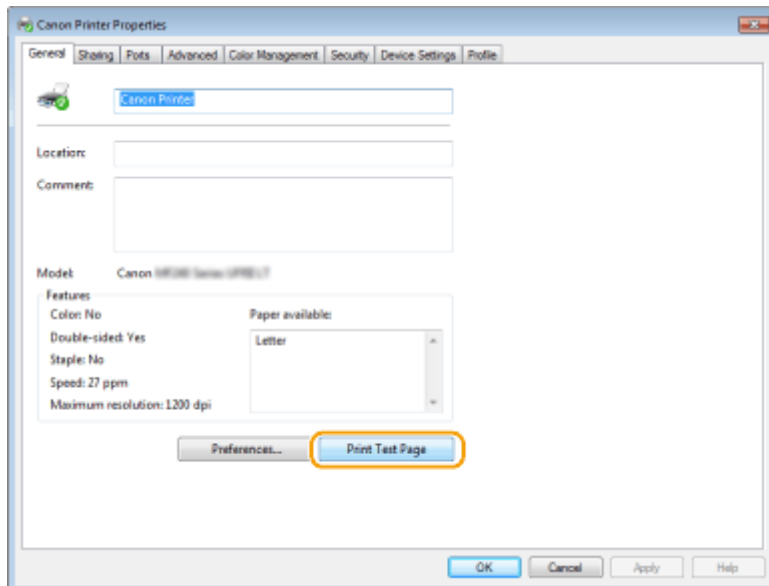 Canon Printer Properties
General Sharing Ports Advanced Color Management Security Device Settings Profile
Canon Printer
Location:
Comment:
Model: Canon
Features
Color: No
Paper available:
Double-sided: Yes
Letter
Staple: No
Speed: 27 ppm
Maximum resolution: 1200 dpi
Preferences... Print Test Page
OK Cancel Apply Help